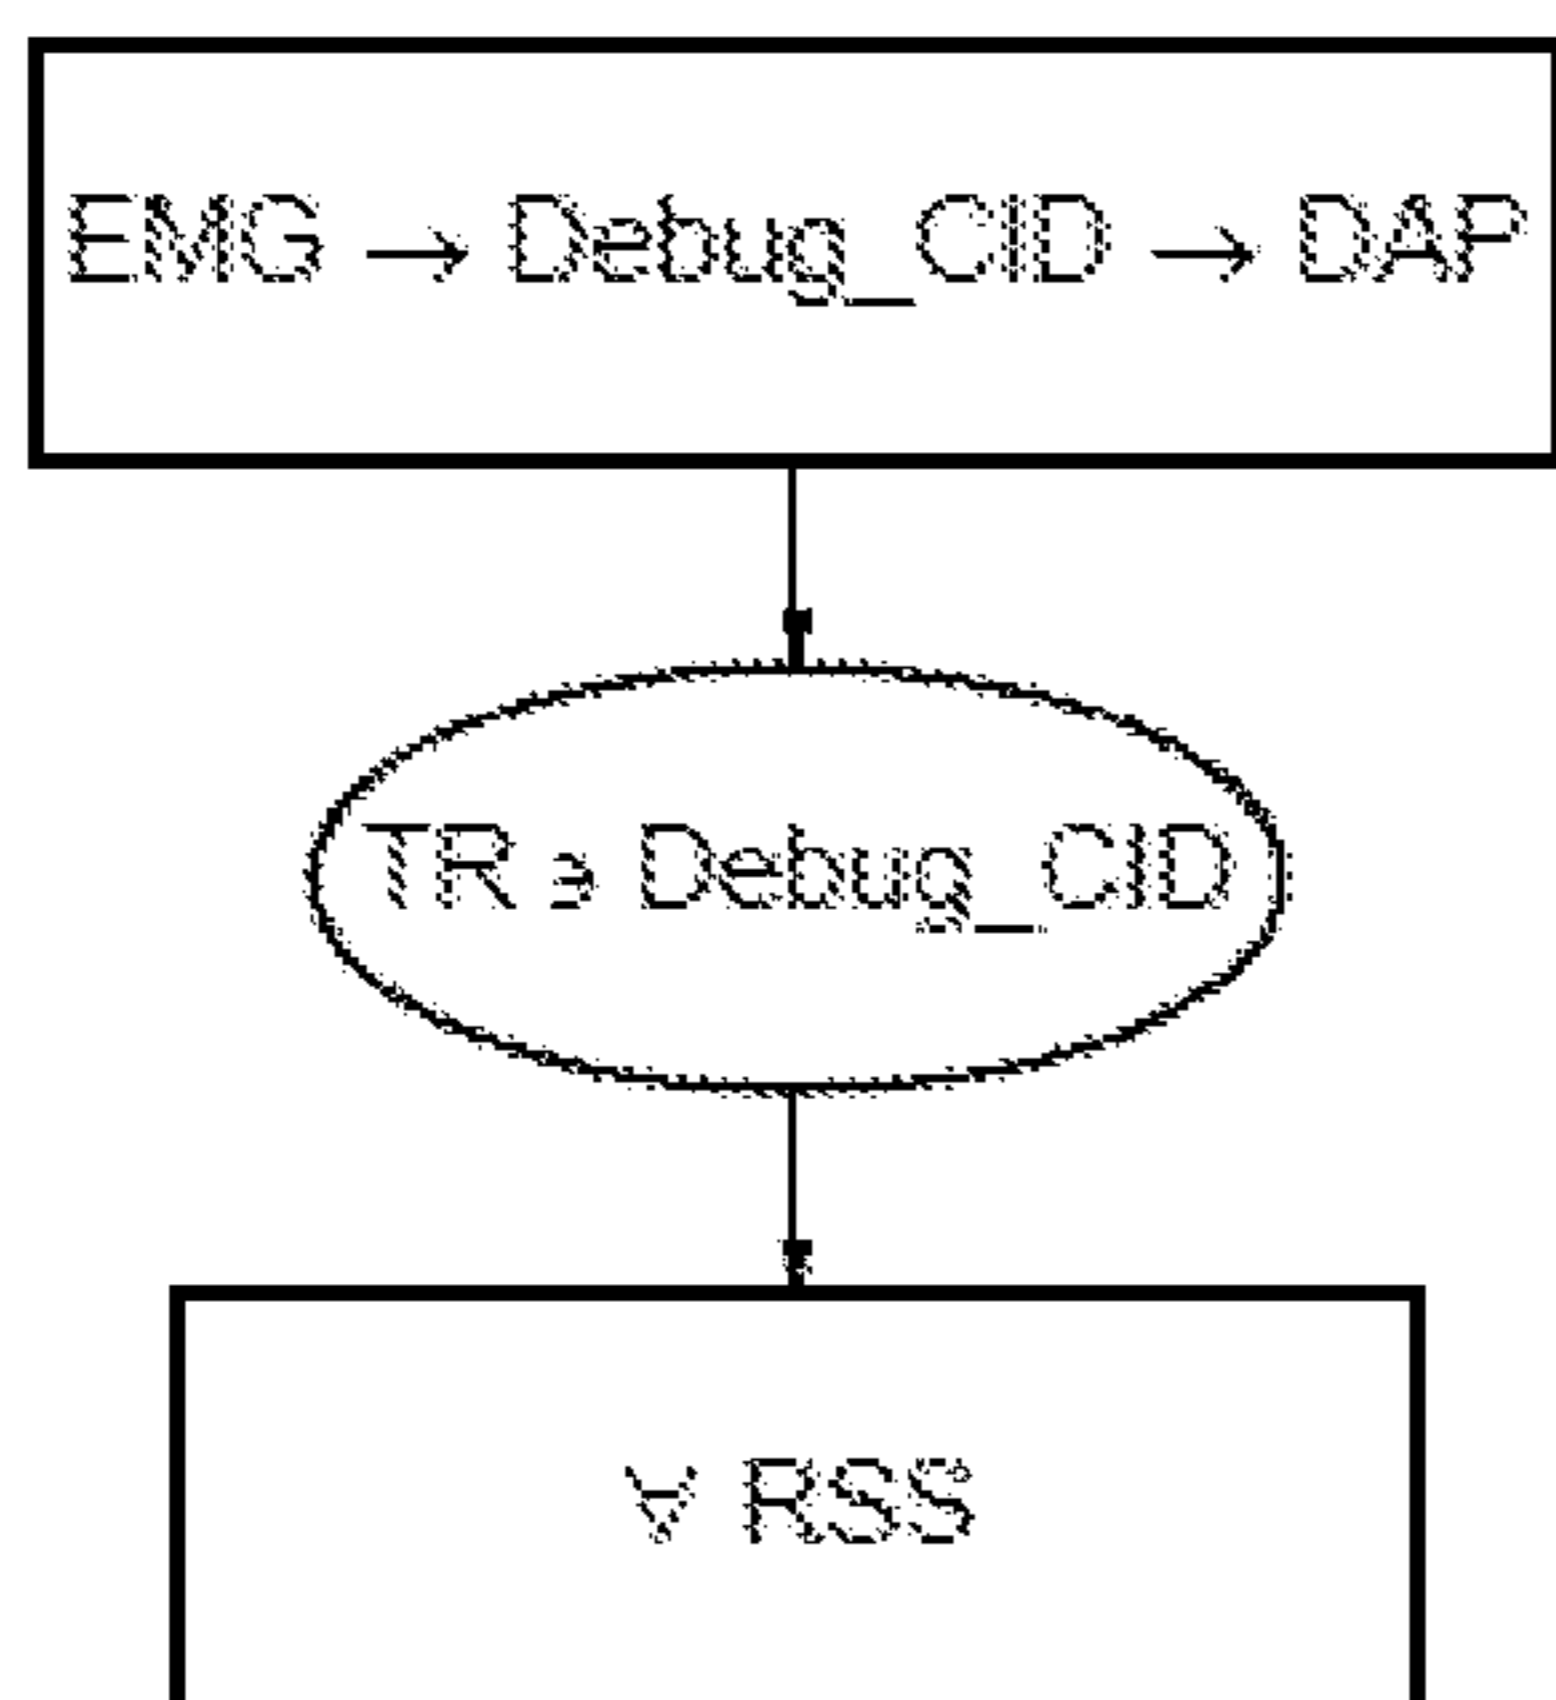 EMG → Debug_CID → DAP
TR ∍ Debug_CID
∀ RSS